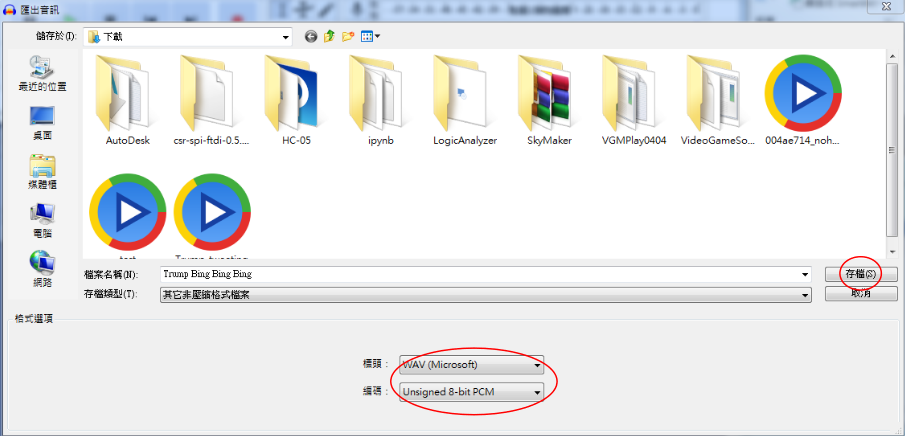 匯出音訊
儲存於(I):
下載
最近的位置
桌面
媒體櫃
電腦
網路
AutoDesk
csr-spi-ftdi-0.5....
HC-05
ipynb
LogicAnalyzer
SkyMaker
VGMPlay0404
VideoGameSo...
004ae714_noh...
test
Trump tweeting
檔案名稱(N):
Trump Bing Bing Bing
存檔(S)
存檔類型(T):
其它非壓縮格式檔案
取消
格式選項
標頭：
WAV (Microsoft)
編碼：
Unsigned 8-bit PCM